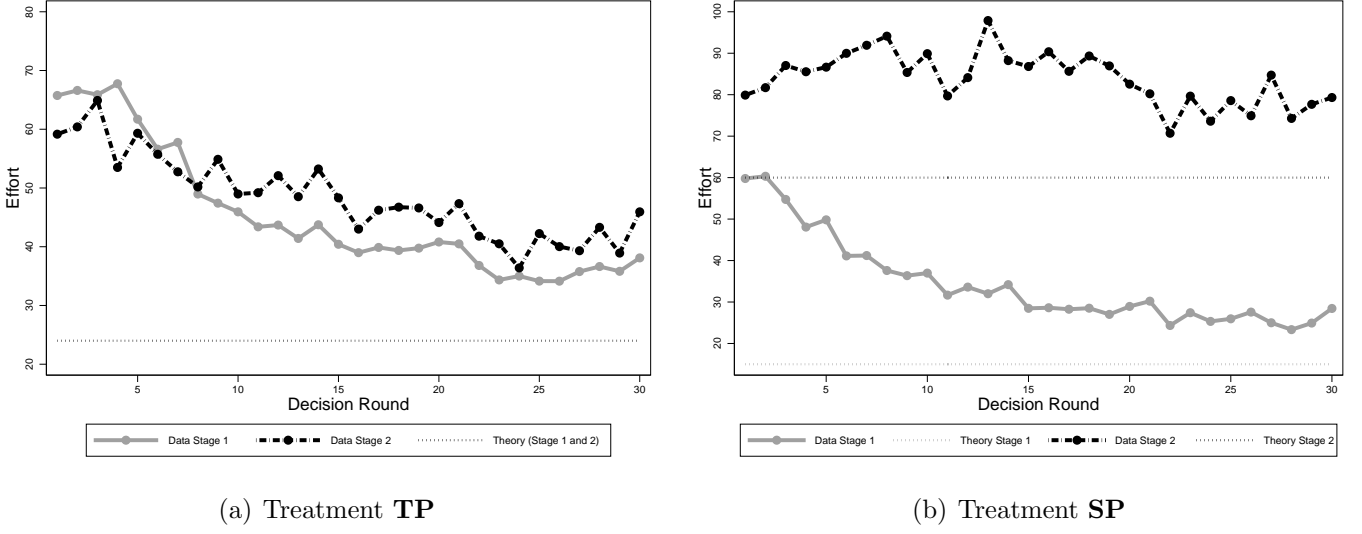 80
70
60
50
40
30
20
Effort
5 10 15 20 25 30
Decision Round
Data Stage 1 Data Stage 2 Theory (Stage 1 and 2)
(a) Treatment TP
100
90
80
70
60
50
40
30
20
Effort
5 10 15 20 25 30
Decision Round
Data Stage 1 Theory Stage 1 Data Stage 2 Theory Stage 2
(b) Treatment SP